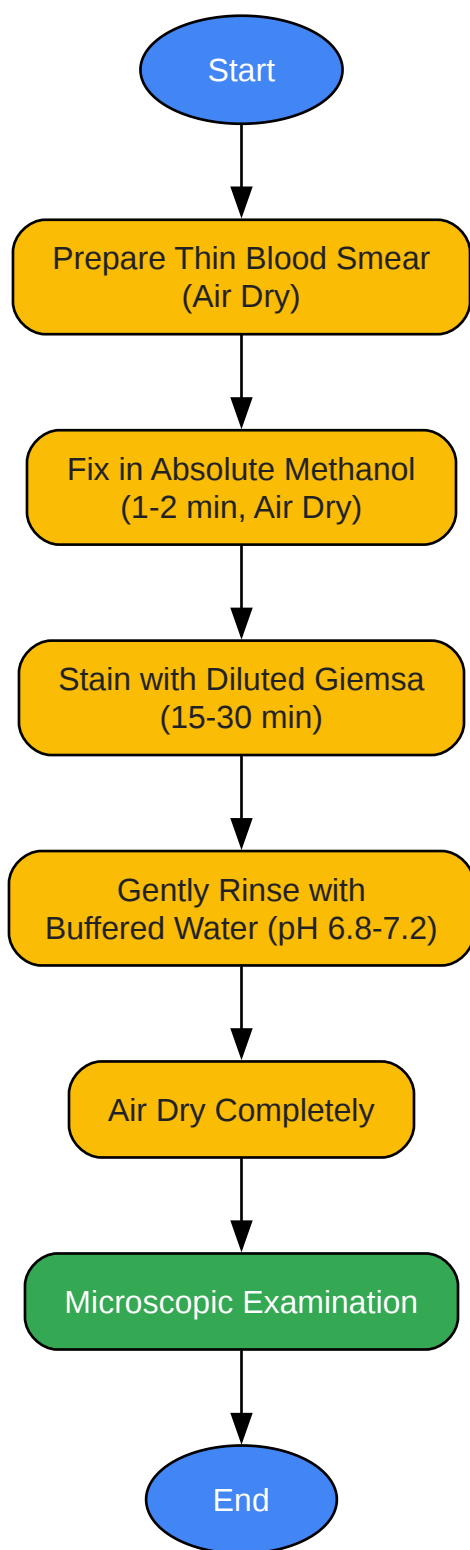 Start
Prepare Thin Blood Smear
(Air Dry)
Fix in Absolute Methanol
(1-2 min, Air Dry)
Stain with Diluted Giemsa
(15-30 min)
Gently Rinse with
Buffered Water (pH 6.8-7.2)
Air Dry Completely
Microscopic Examination
End